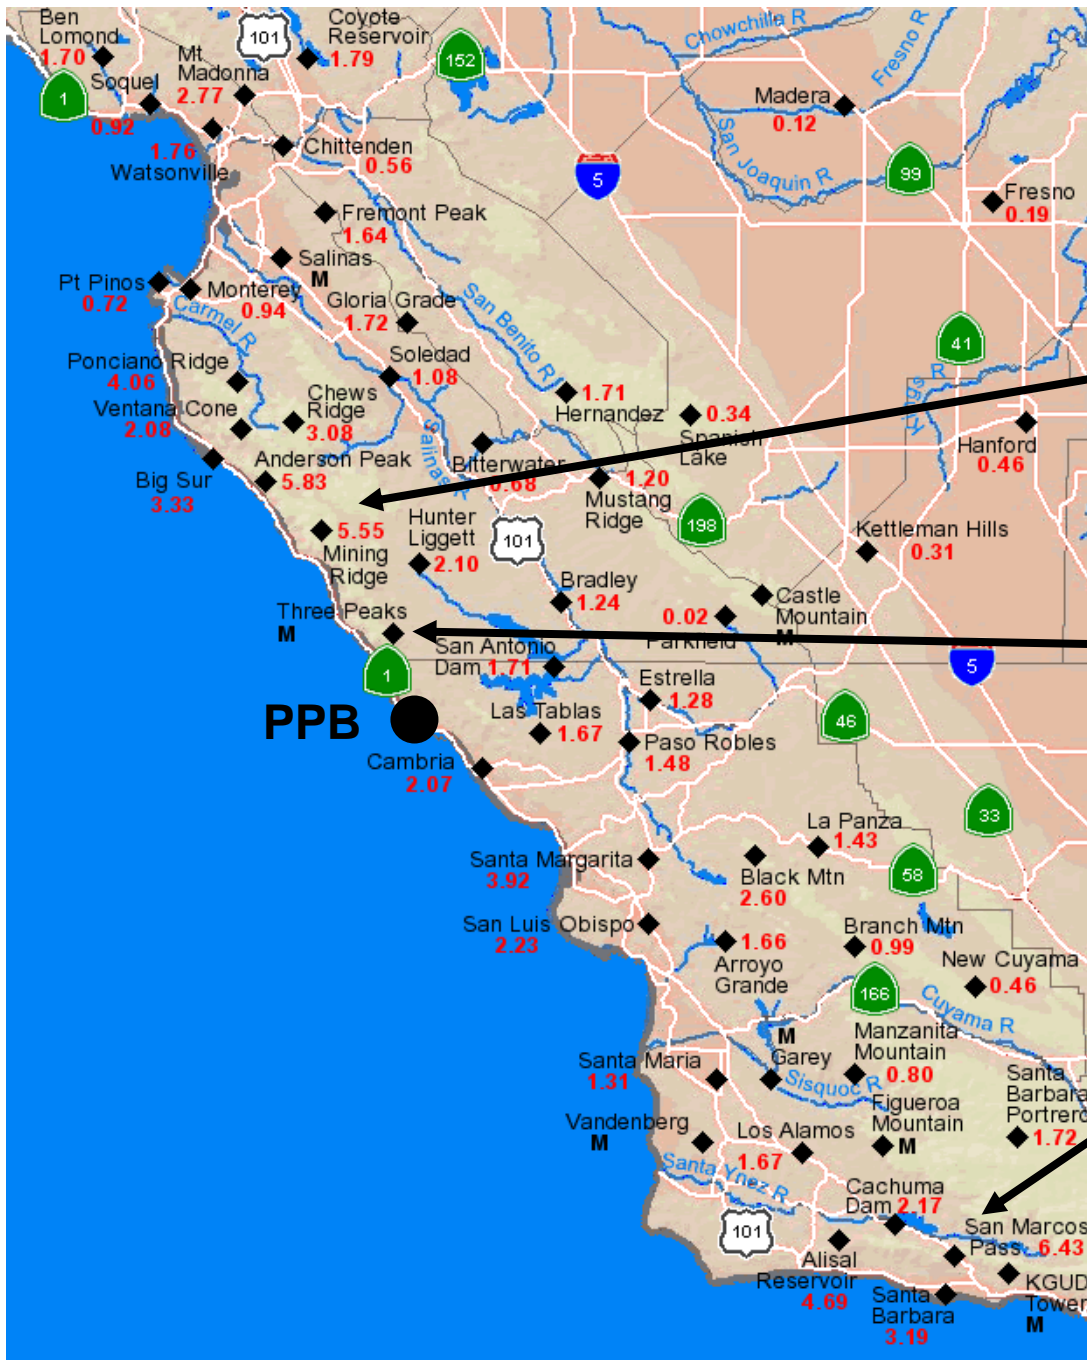 Ben
Lomond
1.70
Mt
Madonna
2.77
101
Coyote
Reservoir
1.79
152
Chowchilla R
Fresno R
1
Soquel
0.92
1.76
Watsonville
Chittenden
0.56
5
Madera
0.12
San Joaquin R
99
Fresno
0.19
Fremont Peak
1.64
Salinas
M
Pt Pinos
0.72
Monterey
0.94
Carmel R
Gloria Grade
1.72
San Benito R
41
Kings R
Ponciano Ridge
4.06
Soledad
1.08
Chews
Ridge
3.08
Ventana Cone
2.08
1.71
Hernandez
0.34
Spanish
Lake
Hanford
0.46
Salinas R
Anderson Peak
5.83
Big Sur
3.33
Bitterwater
0.68
1.20
Mustang
Ridge
198
5.55
Mining
Ridge
Hunter
Liggett
2.10
101
Kettleman Hills
0.31
Bradley
1.24
Castle
Mountain
M
0.02
Parkfield
Three Peaks
M
San Antonio
Dam 1.71
1
5
Estrella
1.28
46
PPB
Las Tablas
1.67
Paso Robles
1.48
Cambria
2.07
33
La Panza
1.43
Santa Margarita
3.92
Black Mtn
2.60
58
San Luis Obispo
2.23
1.66
Arroyo
Grande
Branch Mtn
0.99
New Cuyama
0.46
166
Cuyama R
M
Garey
Manzanita
Mountain
0.80
Santa Maria
1.31
Sisquoc R
Santa
Barbara
Portrero
1.72
Figueroa
Mountain
M
Vandenberg
M
Los Alamos
1.67
Santa Ynez R
Cachuma
Dam 2.17
101
San Marcos
Pass 6.43
Alisal
Reservoir
4.69
Santa
Barbara
3.19
KGUD
Tower
M